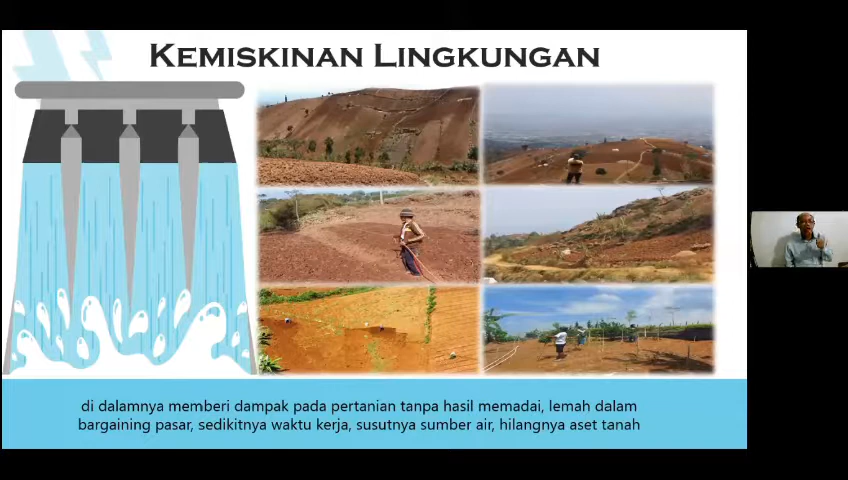 KEMISKINAN LINGKUNGAN
di dalamnya memberi dampak pada pertanian tanpa hasil memadai, lemah dalam
bargaining pasar, sedikitnya waktu kerja, susutnya sumber air, hilangnya aset tanah